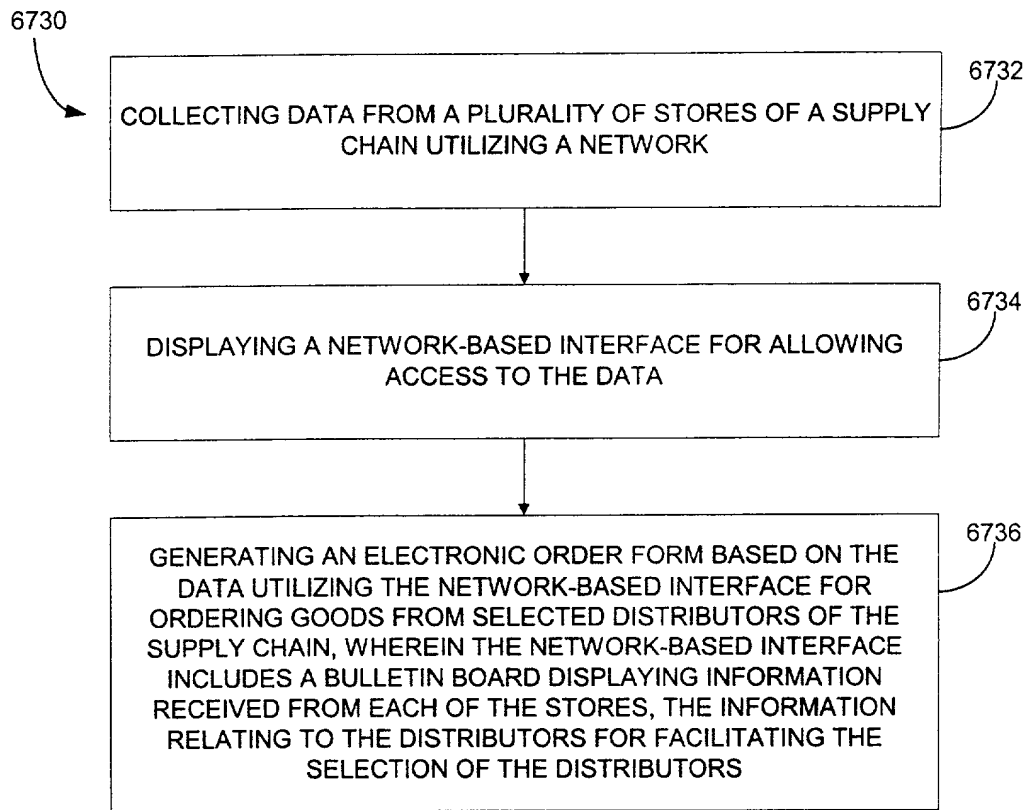 6730
6732
COLLECTING DATA FROM A PLURALITY OF STORES OF A SUPPLY
CHAIN UTILIZING A NETWORK
6734
DISPLAYING A NETWORK-BASED INTERFACE FOR ALLOWING
ACCESS TO THE DATA
6736
GENERATING AN ELECTRONIC ORDER FORM BASED ON THE
DATA UTILIZING THE NETWORK-BASED INTERFACE FOR
ORDERING GOODS FROM SELECTED DISTRIBUTORS OF THE
SUPPLY CHAIN, WHEREIN THE NETWORK-BASED INTERFACE
INCLUDES A BULLETIN BOARD DISPLAYING INFORMATION
RECEIVED FROM EACH OF THE STORES, THE INFORMATION
RELATING TO THE DISTRIBUTORS FOR FACILITATING THE
SELECTION OF THE DISTRIBUTORS